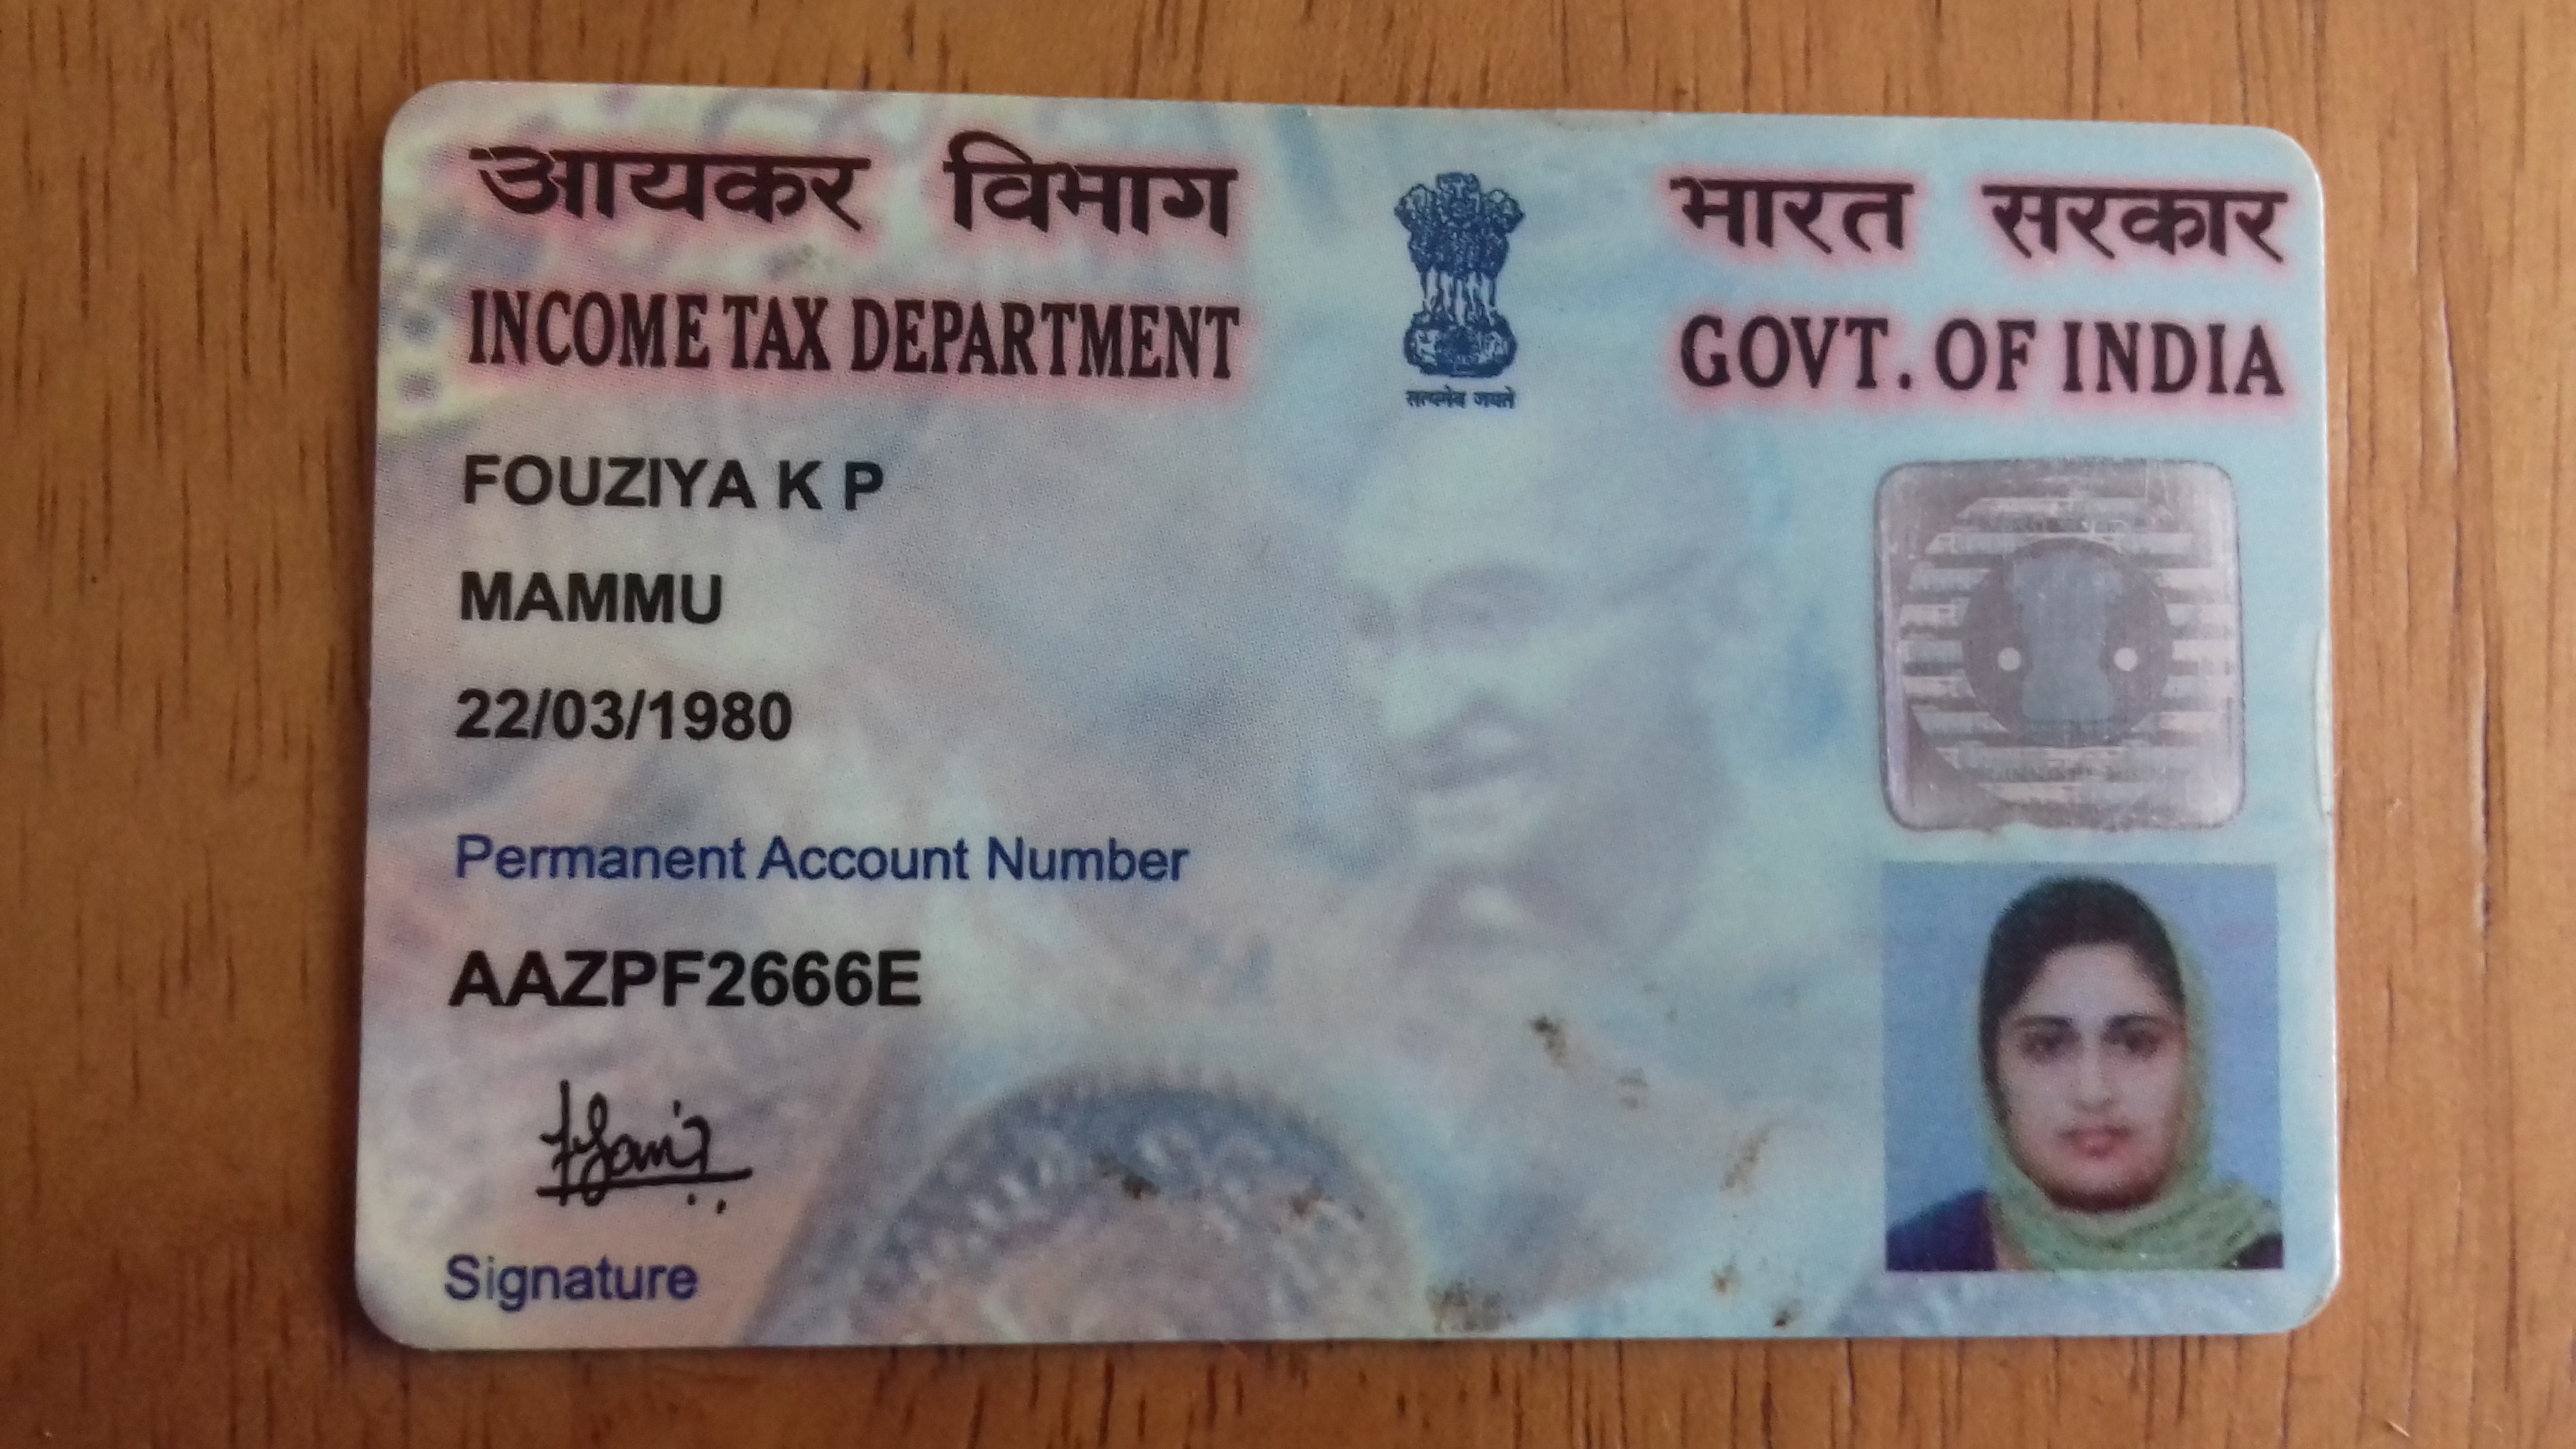 आयकर विभाग
INCOME TAX DEPARTMENT
सत्यमेव जयते
भारत सरकार
GOVT. OF INDIA
FOUZIYA K P
MAMMU
22/03/1980
Permanent Account Number
AAZPF2666E
Signature